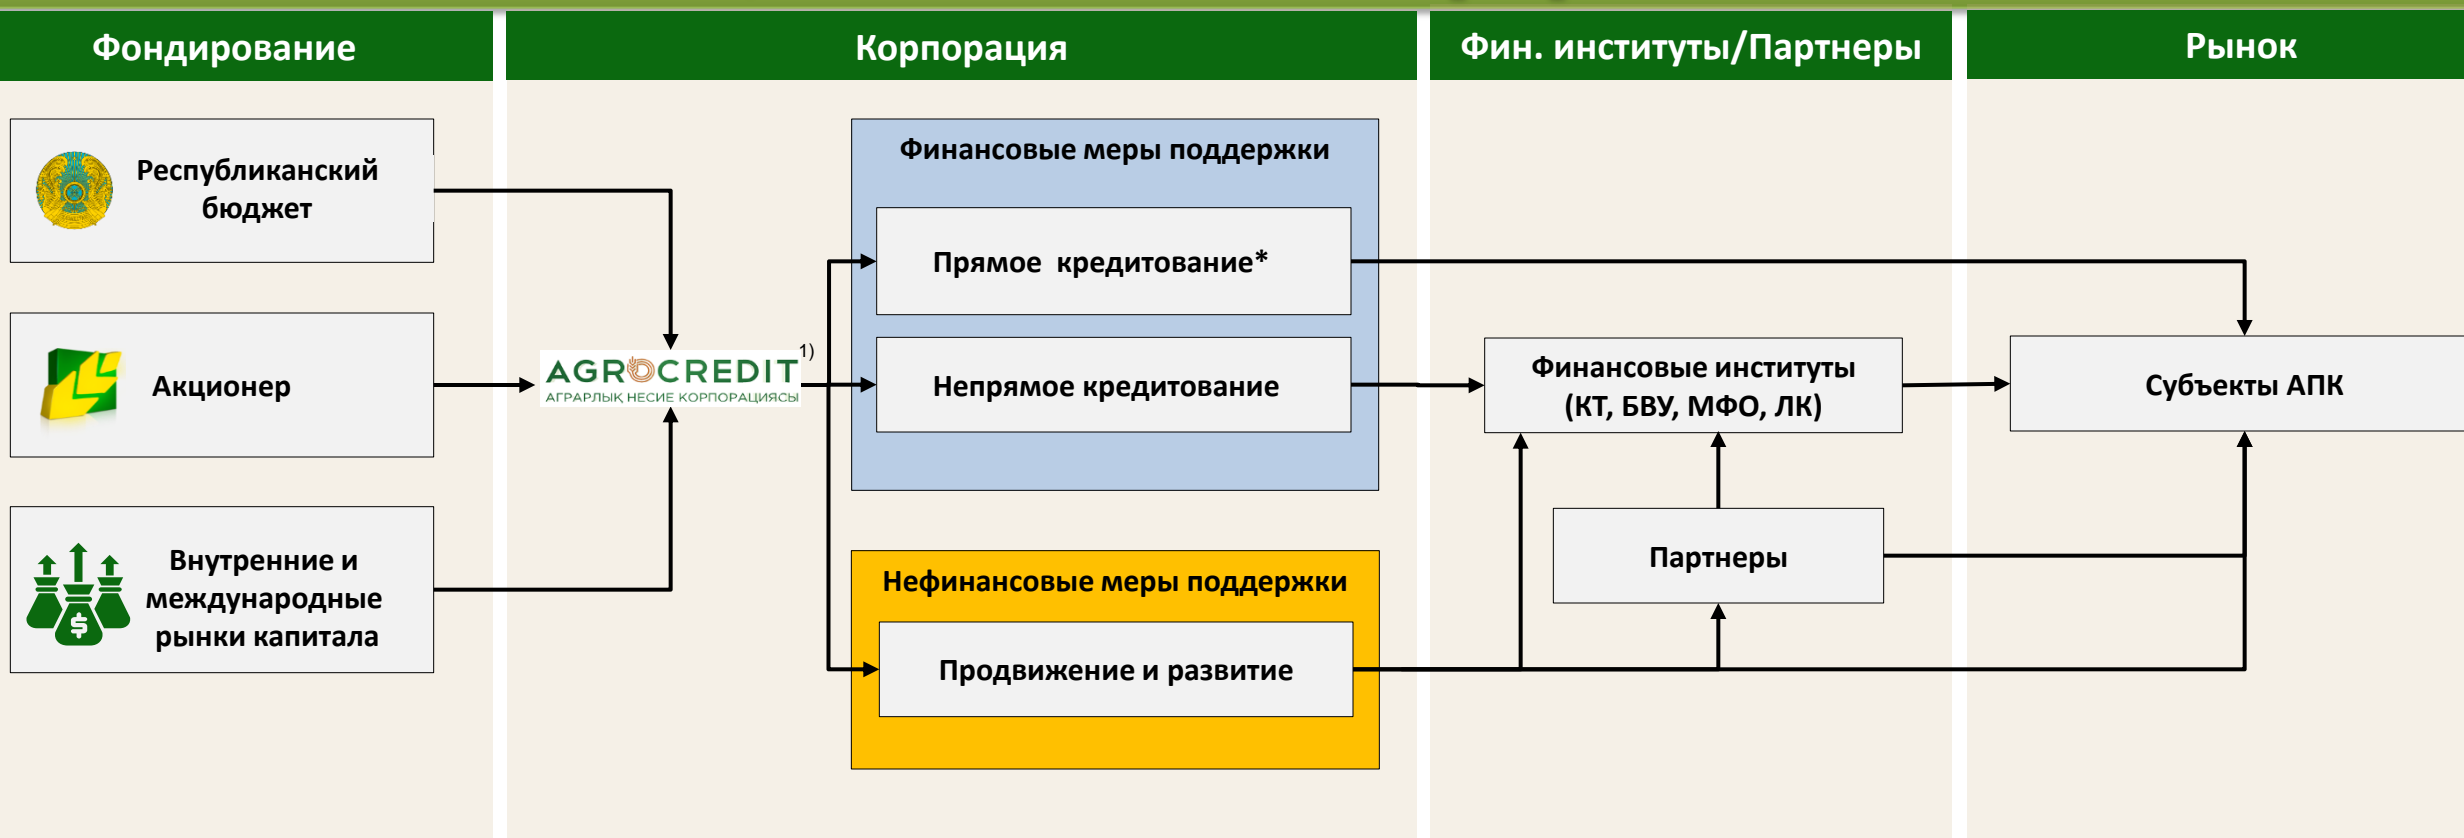 Фондирование
Корпорация
Фин. институты/Партнеры
Рынок
Республиканский
бюджет
Акционер
Внутренние и
международные
рынки капитала
$
AGROCREDIT
1)
АГРАРЛЫҚ НЕСИЕ КОРПОРАЦИЯСЫ
Финансовые меры поддержки
Прямое кредитование*
Непрямое кредитование
Нефинансовые меры поддержки
Продвижение и развитие
Финансовые институты
(КТ, БВУ, МФО, ЛК)
Партнеры
Субъекты АПК